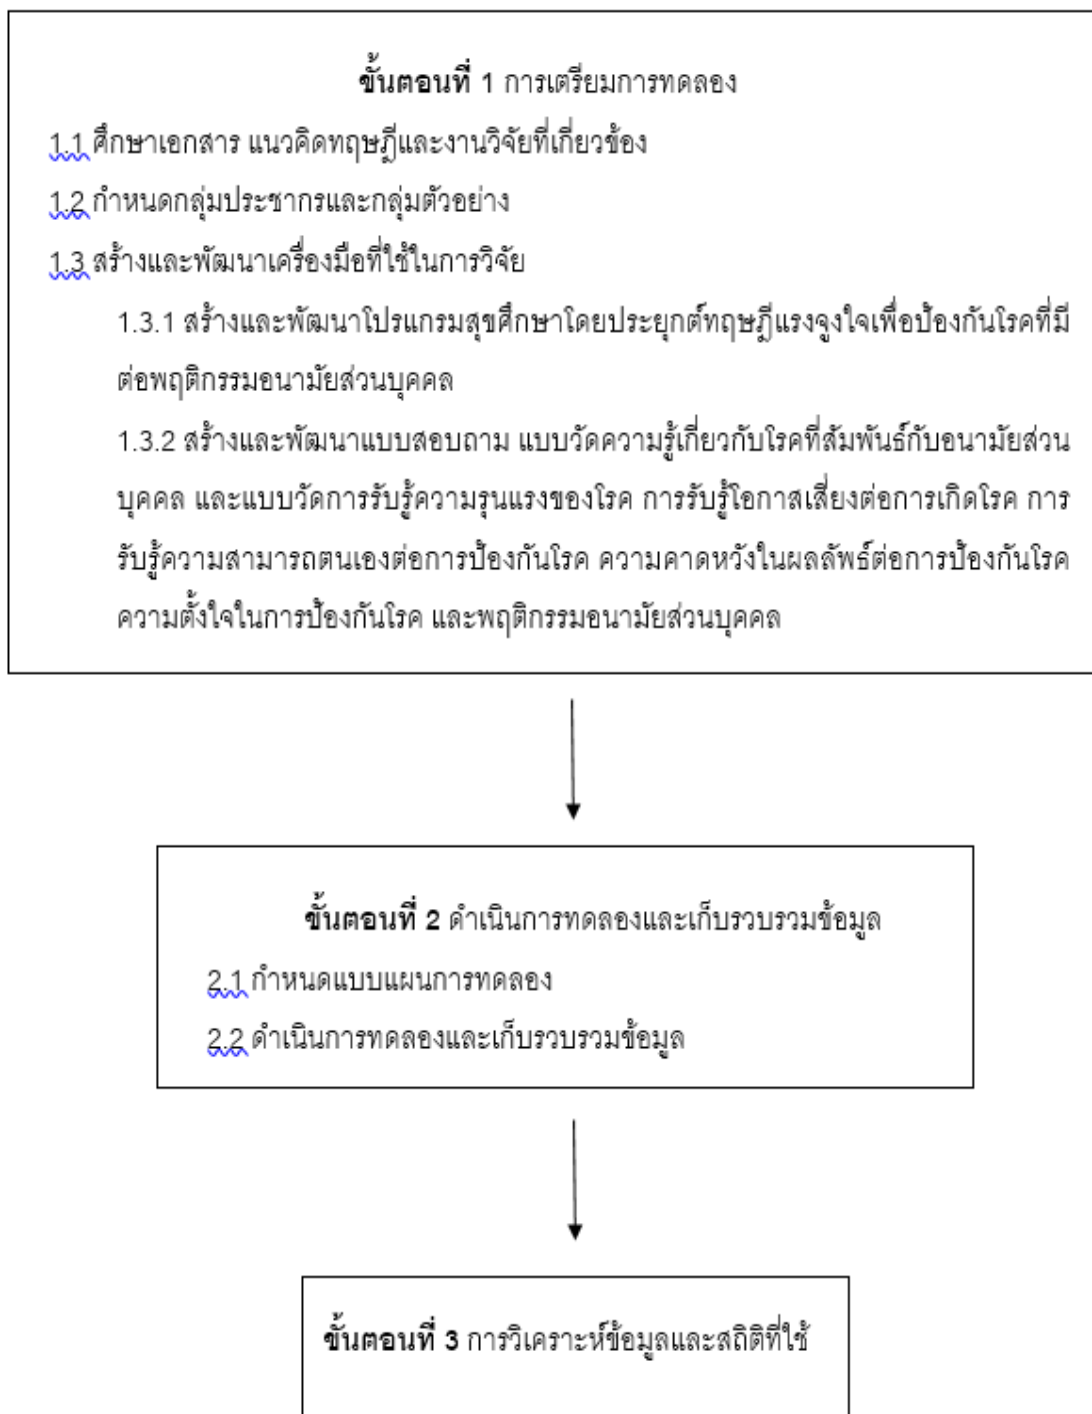 ขั้นตอนที่ 1 การเตรียมการทดลอง
1.1 ศึกษาเอกสาร แนวคิดทฤษฎีและงานวิจัยที่เกี่ยวข้อง
1.2 กำหนดกลุ่มประชากรและกลุ่มตัวอย่าง
1.3 สร้างและพัฒนาเครื่องมือที่ใช้ในการวิจัย
1.3.1 สร้างและพัฒนาโปรแกรมสุขศึกษาโดยประยุกต์ทฤษฎีแรงจูงใจเพื่อป้องกันโรคที่มี
ต่อพฤติกรรมอนามัยส่วนบุคคล
1.3.2 สร้างและพัฒนาแบบสอบถาม แบบวัดความรู้เกี่ยวกับโรคที่สัมพันธ์กับอนามัยส่วน
บุคคล และแบบวัดการรับรู้ความรุนแรงของโรค การรับรู้โอกาสเสี่ยงต่อการเกิดโรค การ
รับรู้ความสามารถตนเองต่อการป้องกันโรค ความคาดหวังในผลลัพธ์ต่อการป้องกันโรค
ความตั้งใจในการป้องกันโรค และพฤติกรรมอนามัยส่วนบุคคล
ขั้นตอนที่ 2 ดำเนินการทดลองและเก็บรวบรวมข้อมูล
2.1 กำหนดแบบแผนการทดลอง
2.2 ดำเนินการทดลองและเก็บรวบรวมข้อมูล
ขั้นตอนที่ 3 การวิเคราะห์ข้อมูลและสถิติที่ใช้